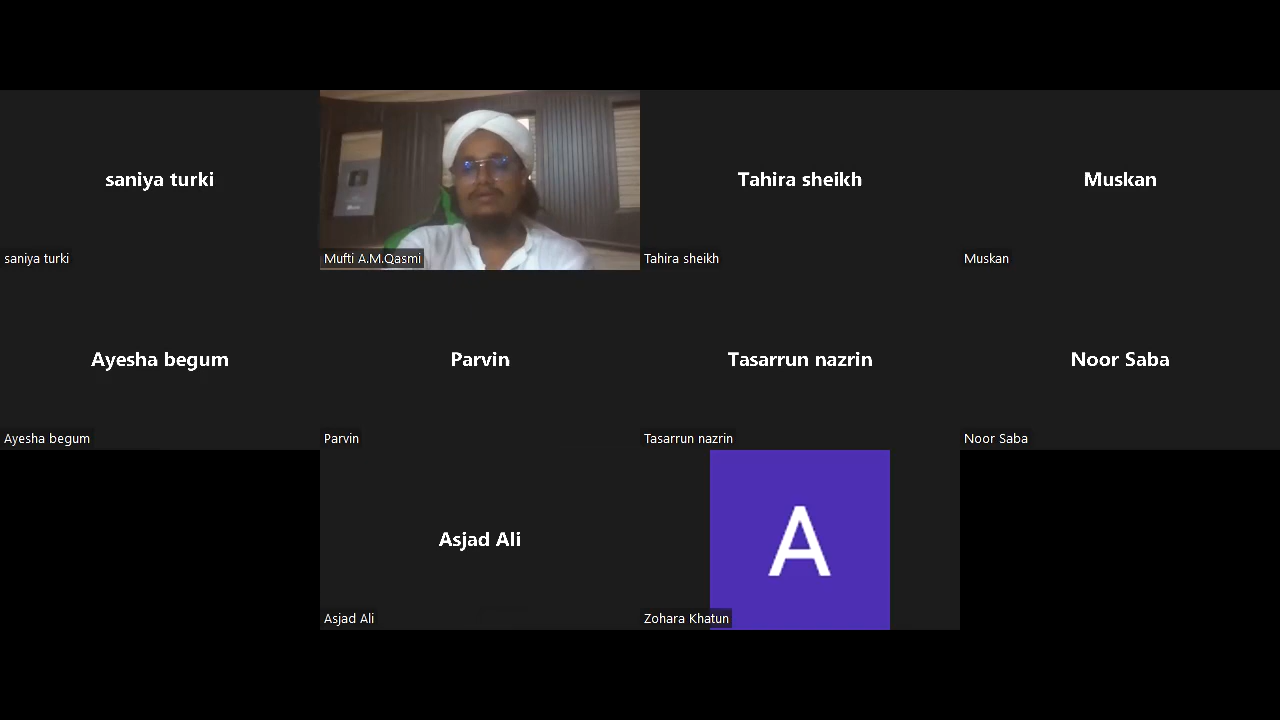 saniya turki
Tahira sheikh
Muskan
saniya turki
Mufti A.M.Qasmi
Tahira sheikh
Muskan
Ayesha begum
Parvin
Tasarrun nazrin
Noor Saba
Ayesha begum
Parvin
Tasarrun nazrin
Noor Saba
Asjad Ali
A
Asjad Ali
Zohara Khatun